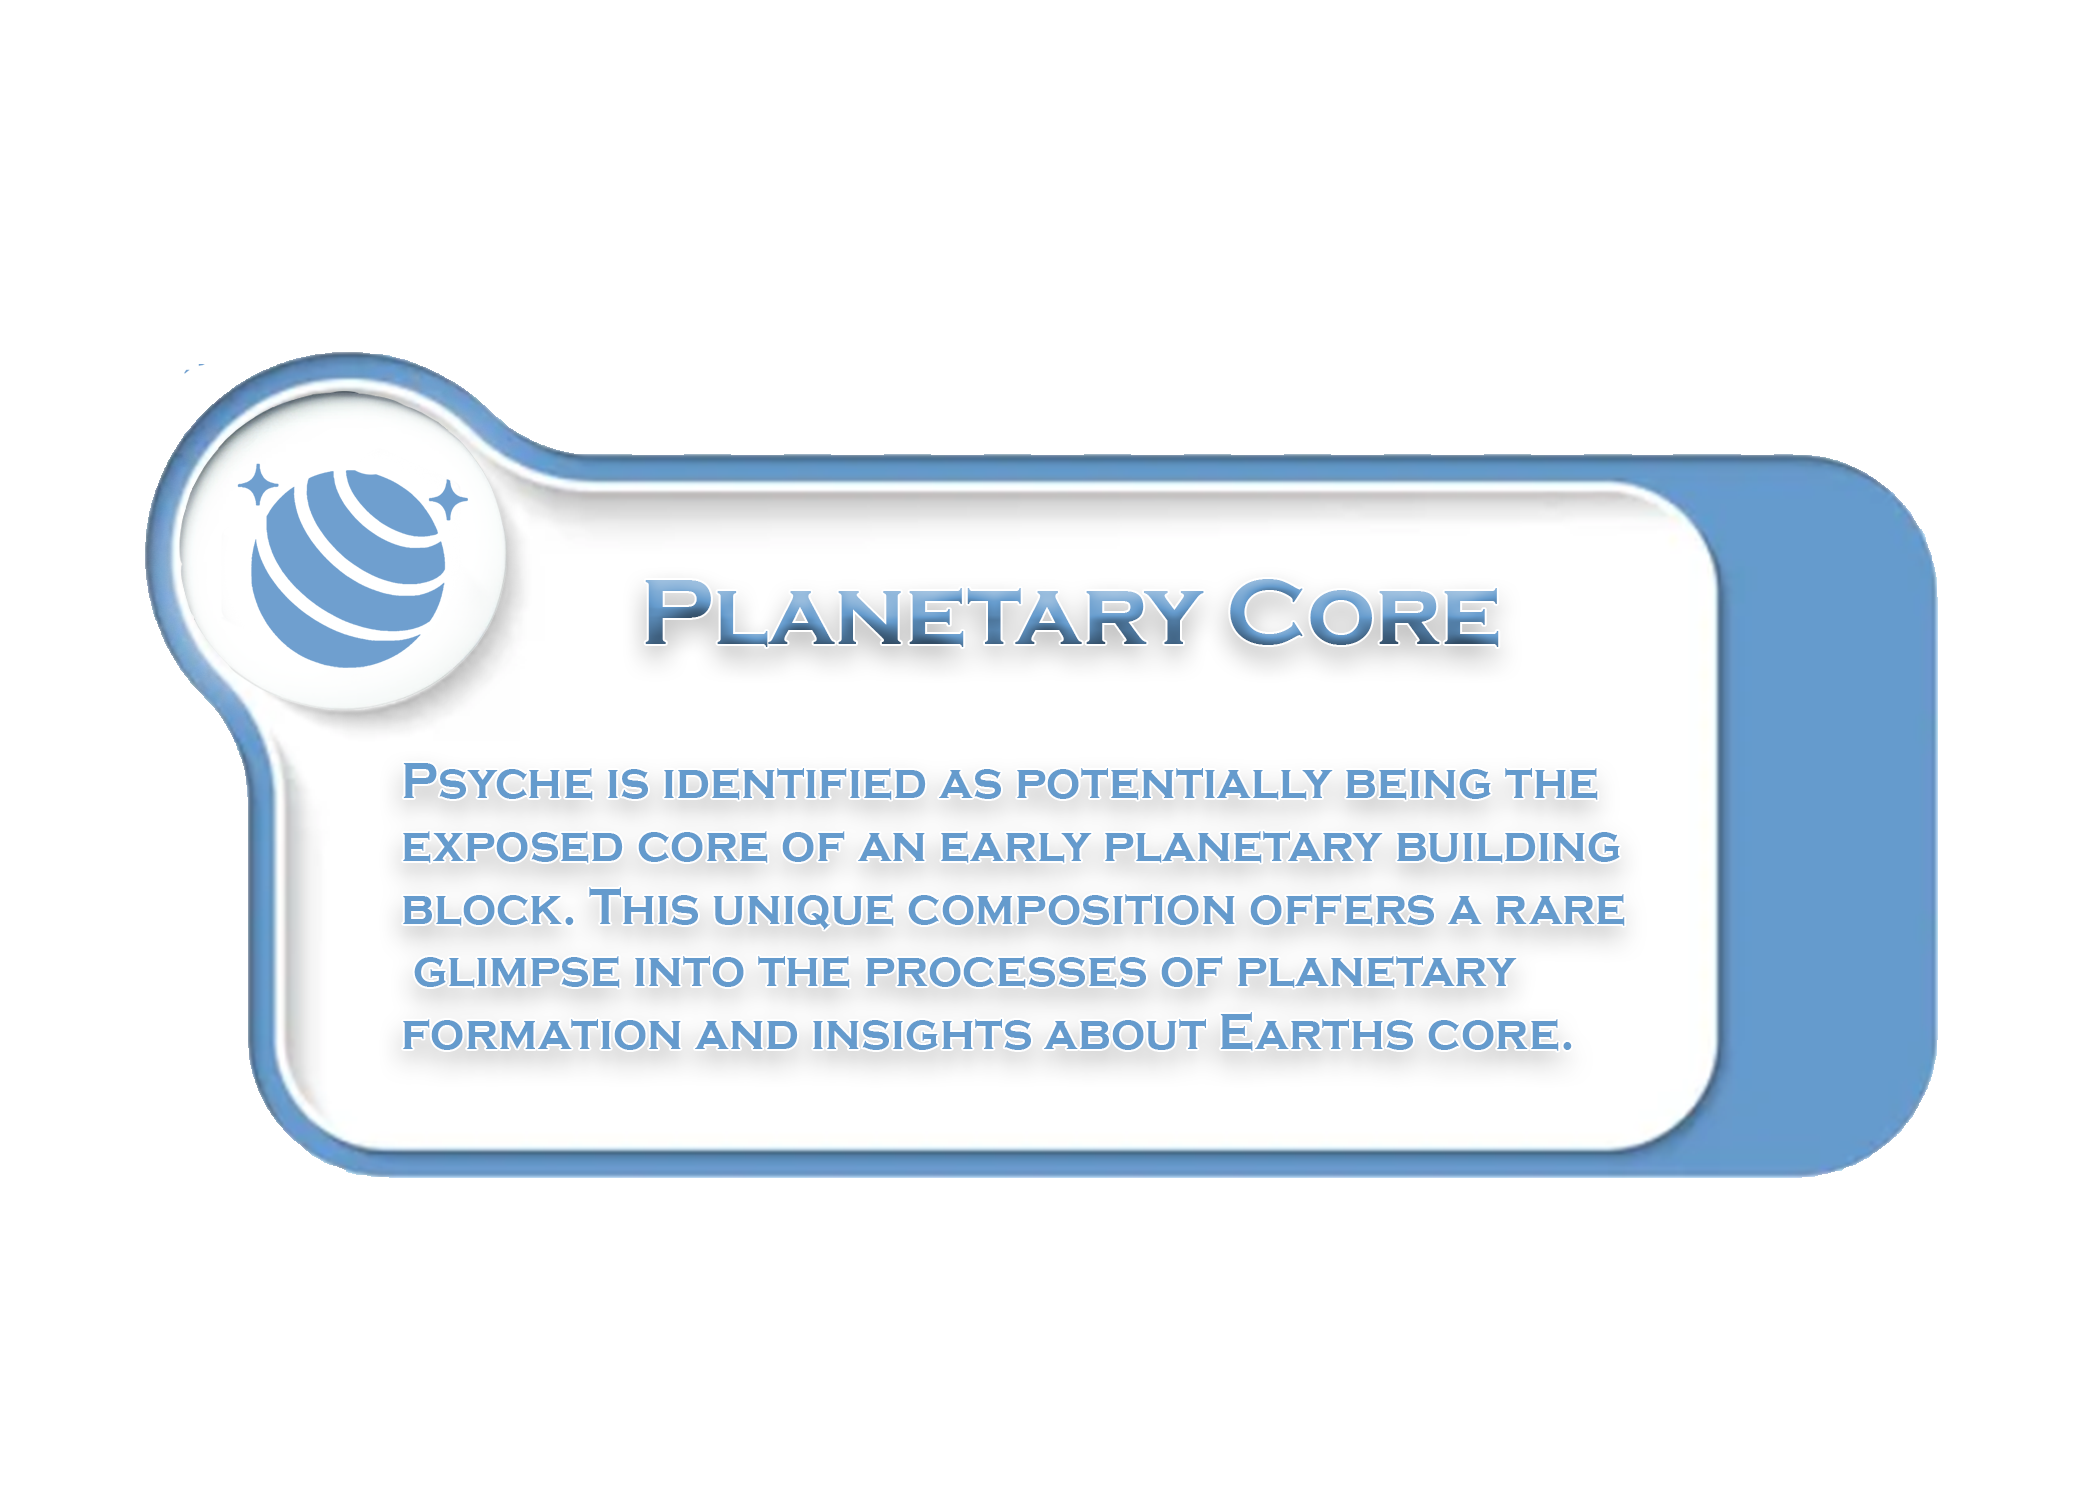 Planetary Core
Psyche is identified as potentially being the
exposed core of an early planetary building
block. This unique composition offers a rare
glimpse into the processes of planetary
formation and insights about Earths core.